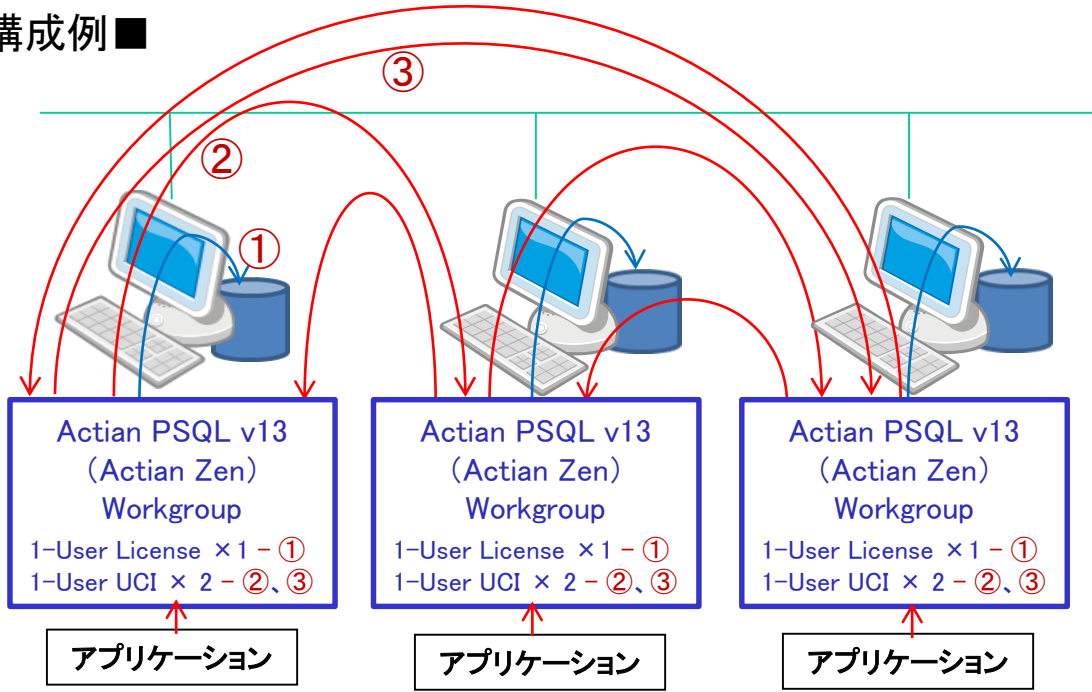 構成例■
③
②
①
Actian PSQL v13
（Actian Zen）
Workgroup
1-User License ×1 - ①
1-User UCI × 2 - ②、③
アプリケーション
Actian PSQL v13
（Actian Zen）
Workgroup
1-User License ×1 - ①
1-User UCI × 2 - ②、③
アプリケーション
Actian PSQL v13
（Actian Zen）
Workgroup
1-User License ×1 - ①
1-User UCI × 2 - ②、③
アプリケーション